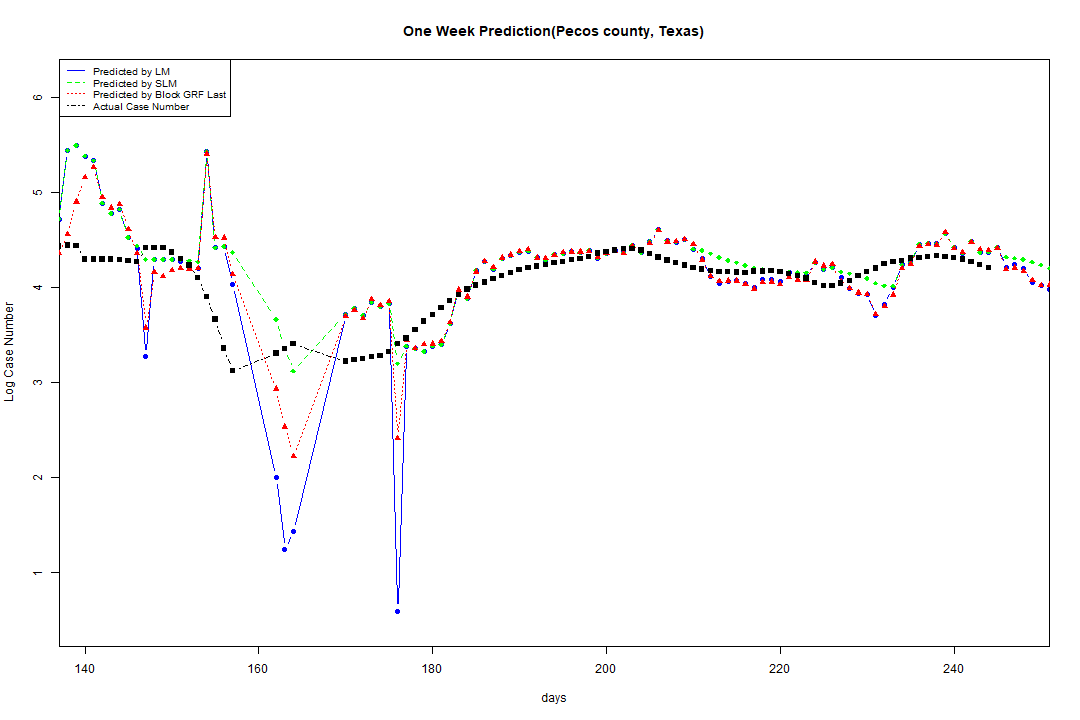 One Week Prediction(Pecos county, Texas)
Predicted by LM
Predicted by SLM
Predicted by Block GRF Last
Actual Case Number
Log Case Number
6
5
4
3
2
1
140 160 180 200 220 240
days